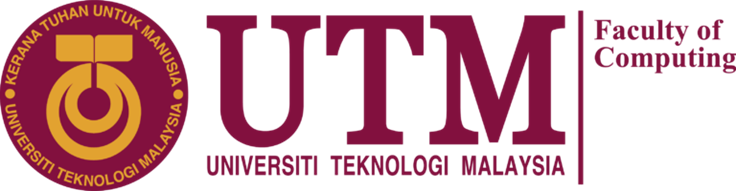 KERANA TUHAN UNTUK MANUSIA
UNIVERSITI TEKNOLOGI MALAYSIA
UTM
UNIVERSITI TEKNOLOGI MALAYSIA
Faculty of
Computing